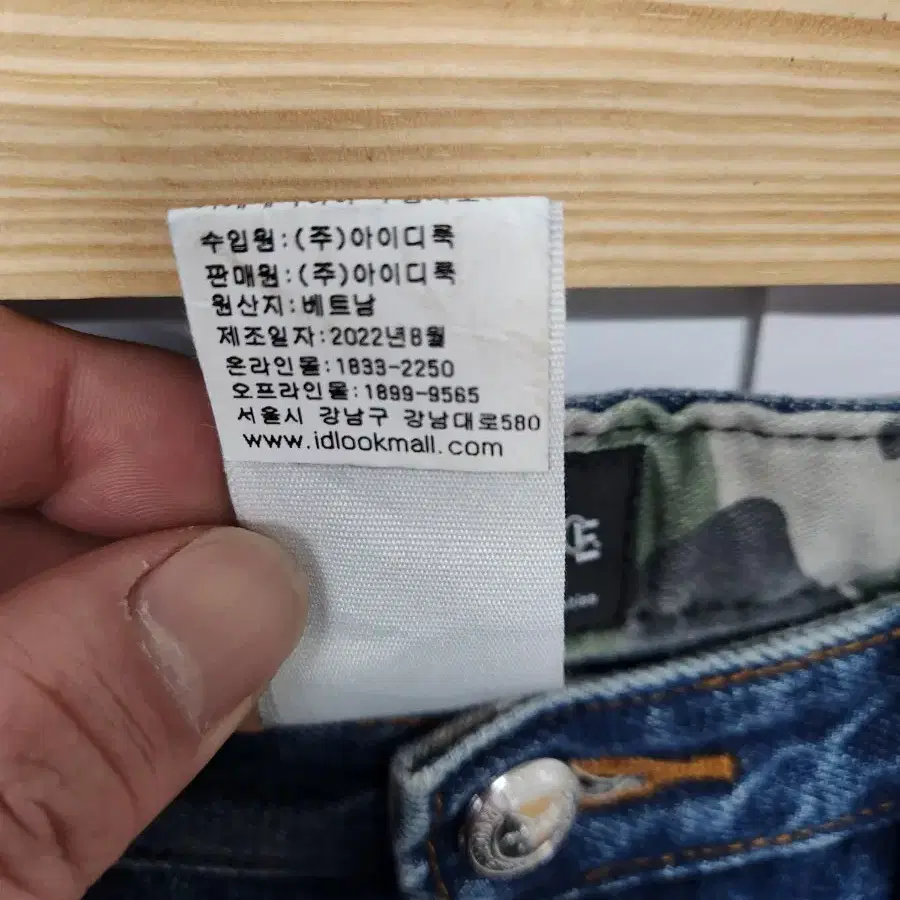 수입원:(주)아이디룩
판매원:(주)아이디룩
원산지:베트남
제조일자:2022년8월
온라인몰:1833-2250
오프라인몰:1899-9565
서울시 강남구 강남대로580
www.idlookmall.com